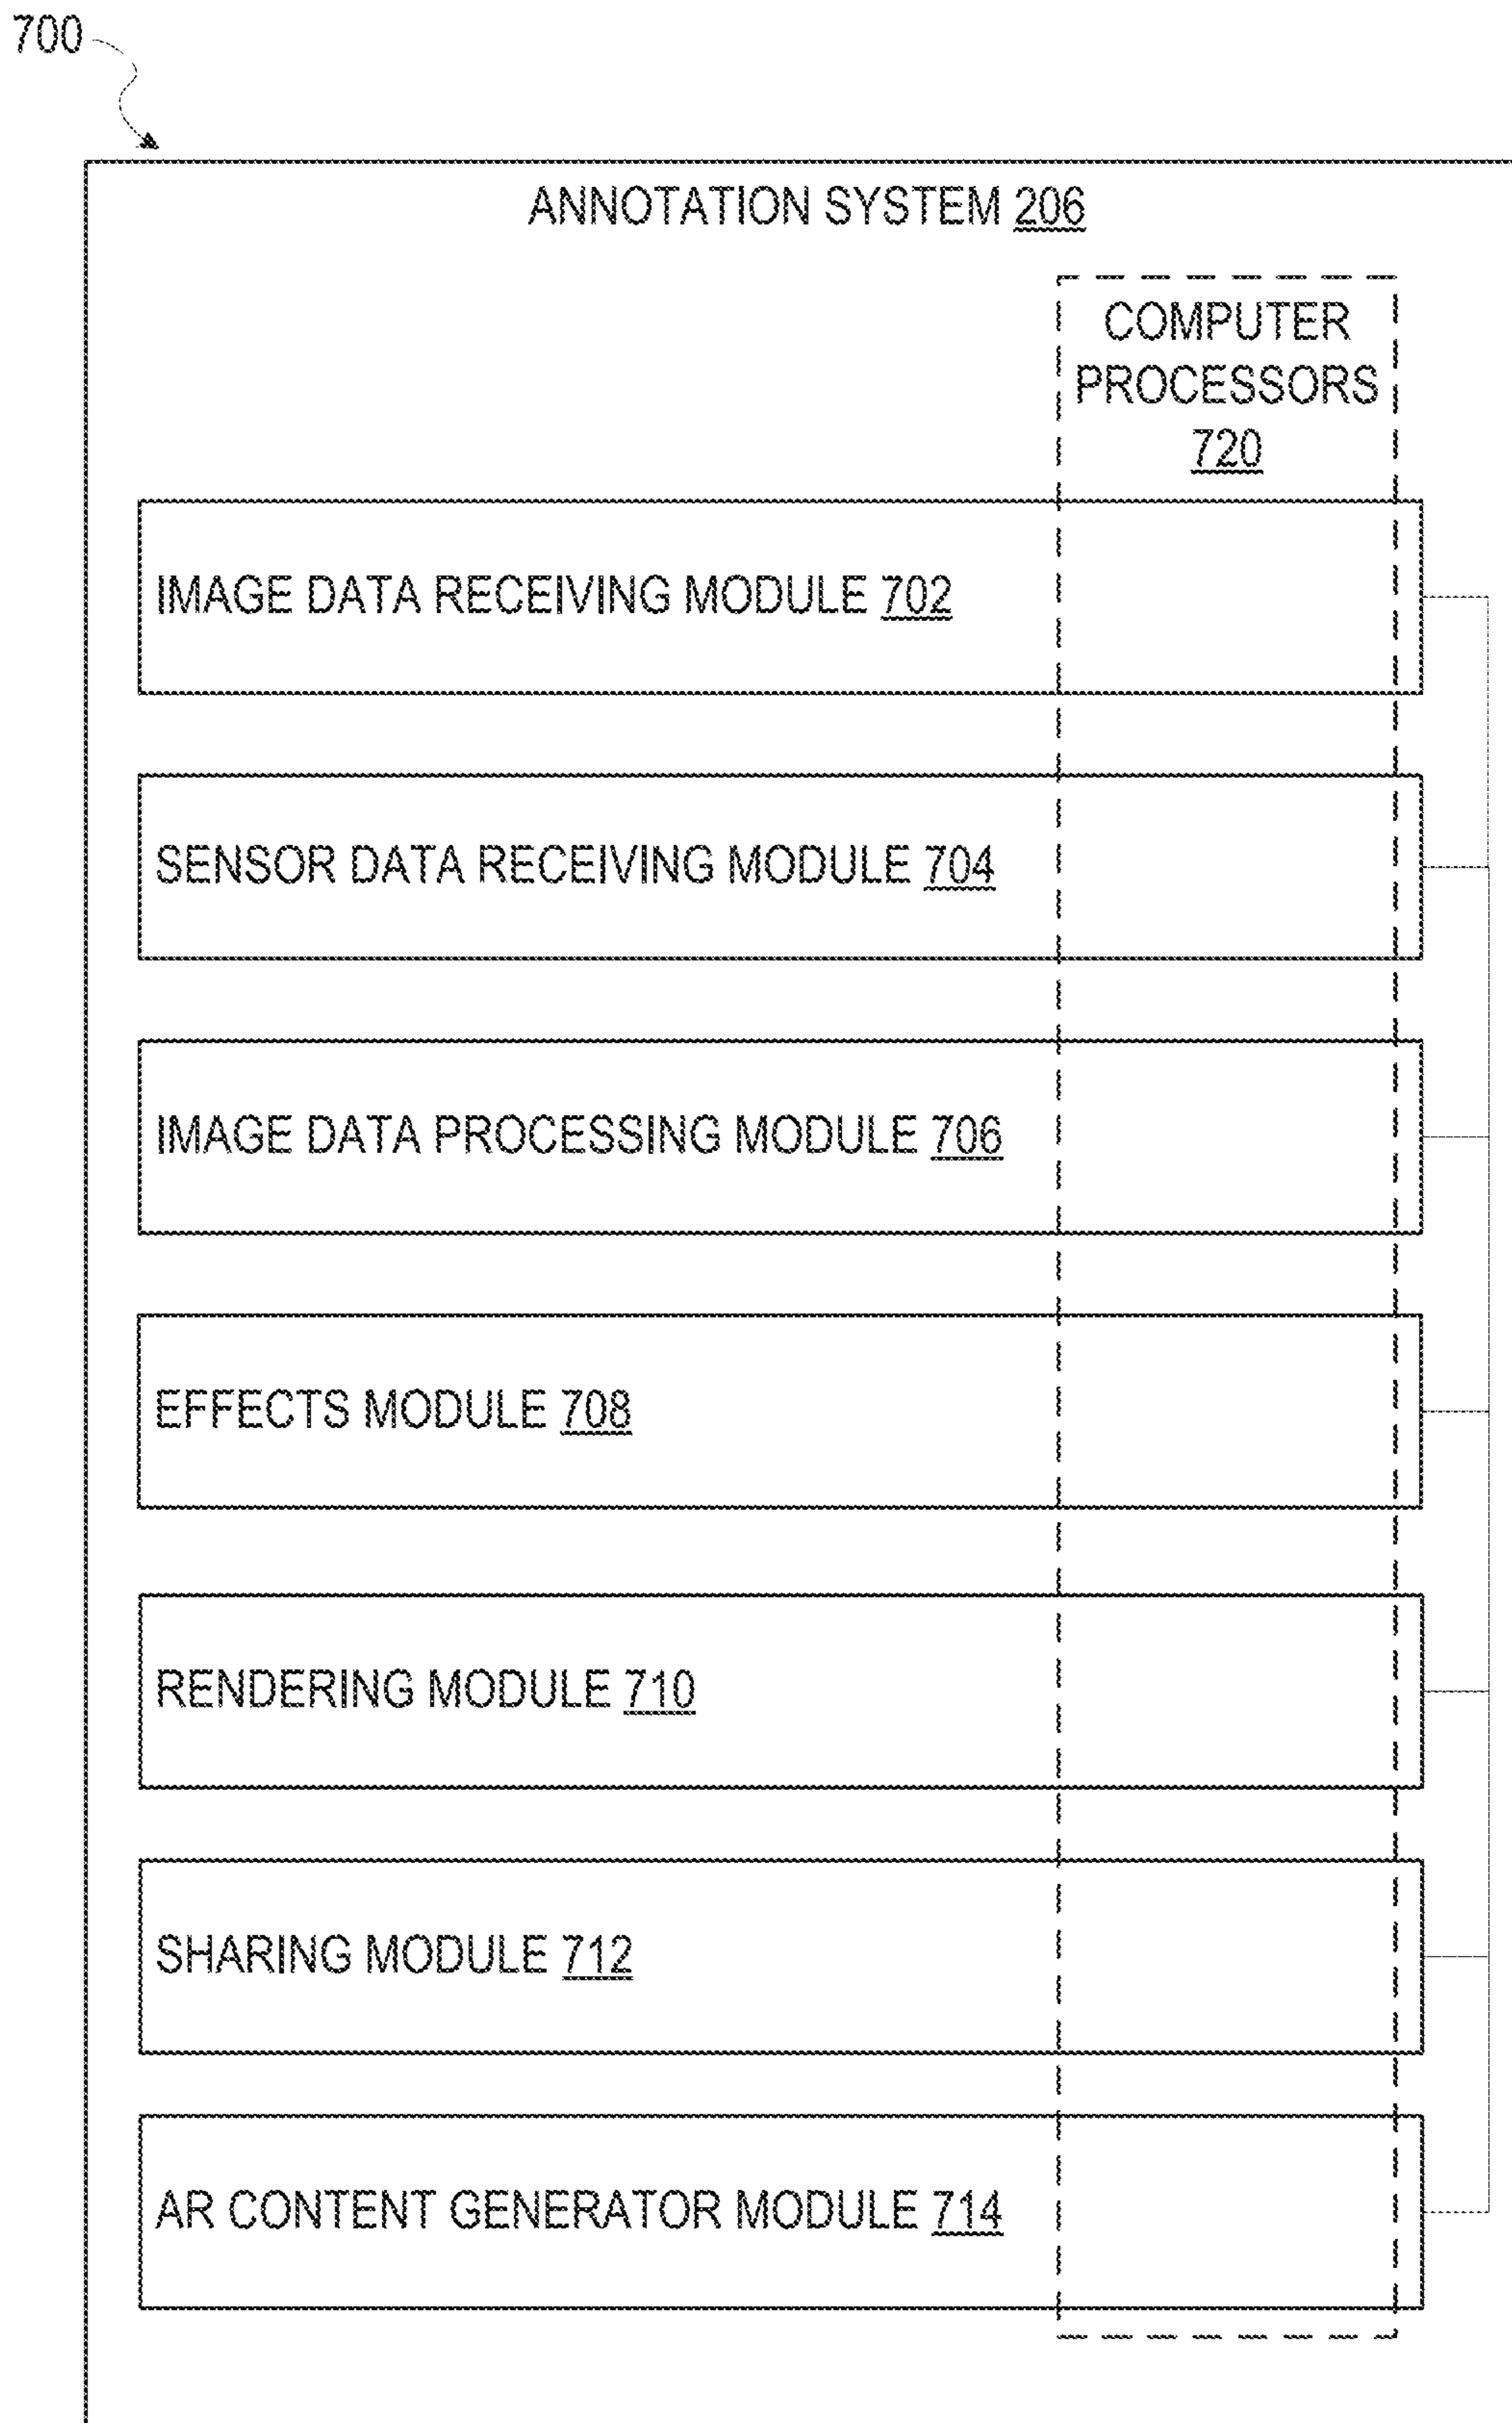 700
ANNOTATION SYSTEM 206
COMPUTER
PROCESSORS
720
IMAGE DATA RECEIVING MODULE 702
SENSOR DATA RECEIVING MODULE 704
IMAGE DATA PROCESSING MODULE 706
EFFECTS MODULE 708
RENDERING MODULE 710
SHARING MODULE 712
AR CONTENT GENERATOR MODULE 714